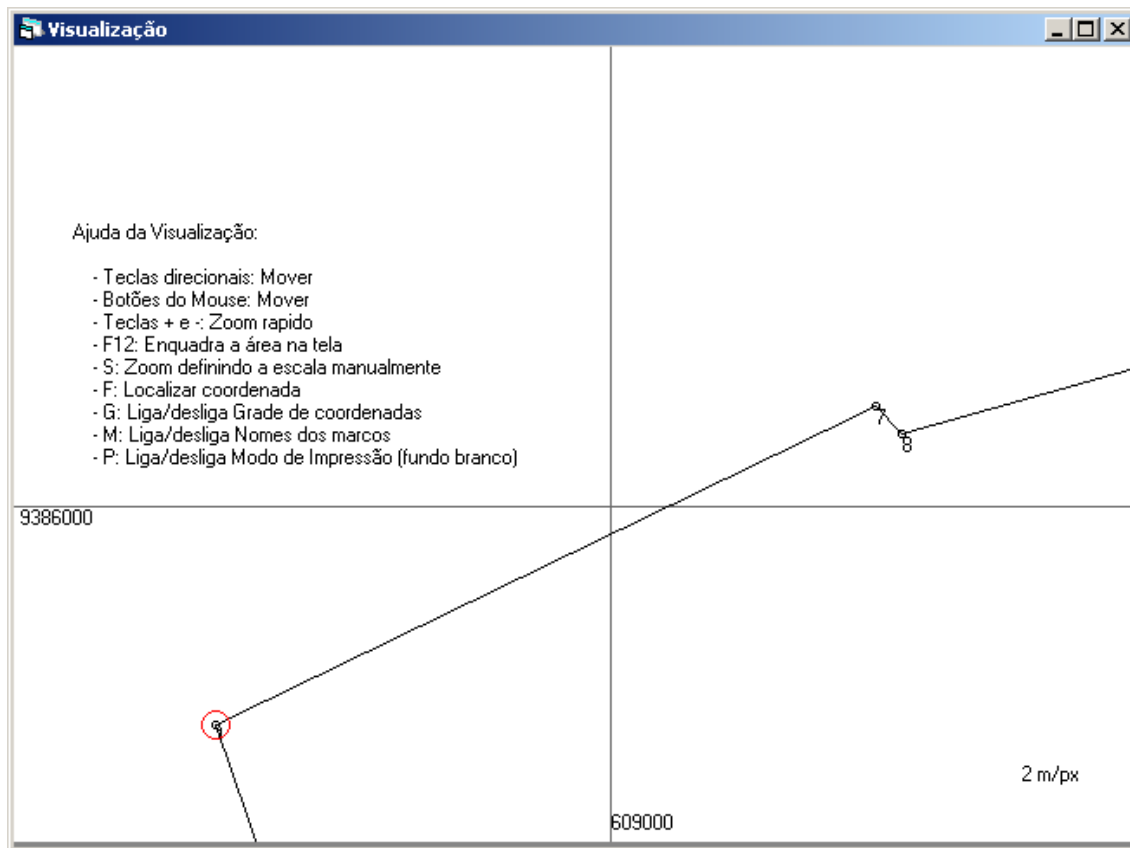 Visualização
Ajuda da Visualização:
- Teclas direcionais: Mover
- Botões do Mouse: Mover
- Teclas + e -: Zoom rapido
- F12: Enquadra a área na tela
- S: Zoom definindo a escala manualmente
- F: Localizar coordenada
- G: Liga/desliga Grade de coordenadas
- M: Liga/desliga Nomes dos marcos
- P: Liga/desliga Modo de Impressão (fundo branco)
7
8
9386000
2 m/px
609000